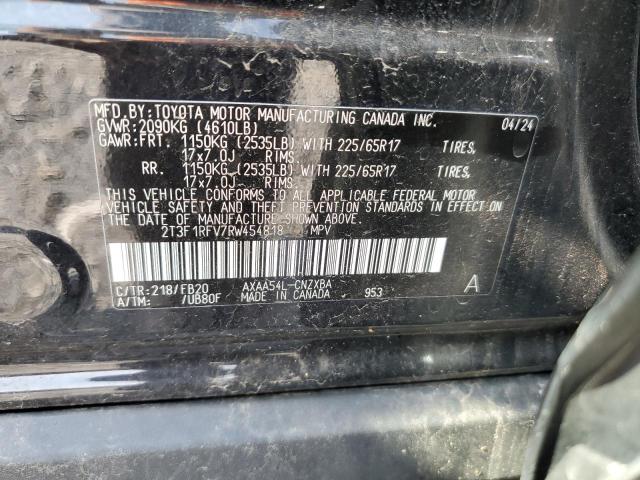 MFD.BY:TOYOTA MOTOR MANUFACTURING CANADA INC. 04/24
GVWR:2090KG (4610LB)
GAWR:FRT. 1150KG (2535LB) WITH 225/65R17 TIRES,
17x7.0J RIMS.
RR. 1150KG (2535LB) WITH 225/65R17 TIRES,
17x7.0J RIMS.
THIS VEHICLE CONFORMS TO ALL APPLICABLE FEDERAL MOTOR
VEHICLE SAFETY AND THEFT PREVENTION STANDARDS IN EFFECT
ON THE DATE OF MANUFACTURE SHOWN ABOVE.
2T3F1RFV7RW454818 MPV
C/TR:218/FB20 AXAA54L-CNZXBA A
A/TM: /UB80F MADE IN CANADA 953